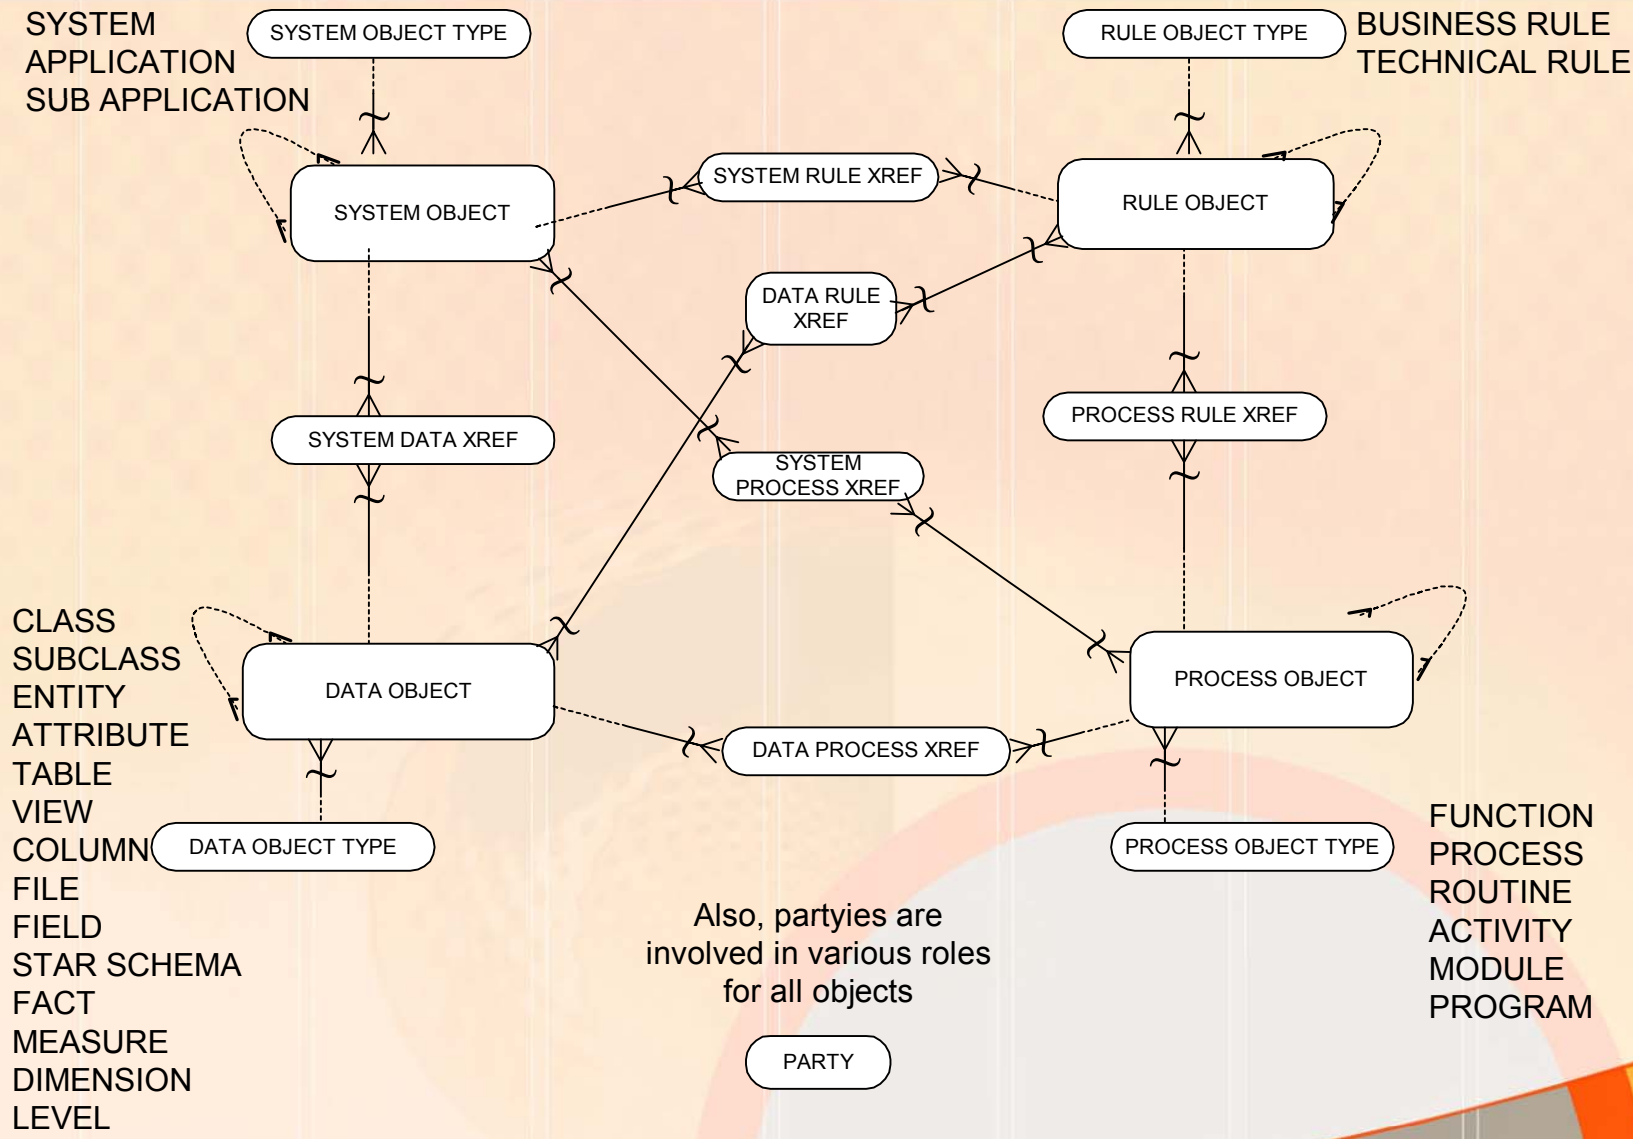 SYSTEM
APPLICATION
SUB APPLICATION
SYSTEM OBJECT TYPE
RULE OBJECT TYPE
BUSINESS RULE
TECHNICAL RULE
SYSTEM OBJECT
SYSTEM RULE XREF
RULE OBJECT
DATA RULE
XREF
SYSTEM DATA XREF
SYSTEM
PROCESS XREF
PROCESS RULE XREF
DATA OBJECT
DATA PROCESS XREF
PROCESS OBJECT
CLASS
SUBCLASS
ENTITY
ATTRIBUTE
TABLE
VIEW
COLUMN
FILE
FIELD
STAR SCHEMA
FACT
MEASURE
DIMENSION
LEVEL
DATA OBJECT TYPE
PROCESS OBJECT TYPE
FUNCTION
PROCESS
ROUTINE
ACTIVITY
MODULE
PROGRAM
Also, partyies are
involved in various roles
for all objects
PARTY